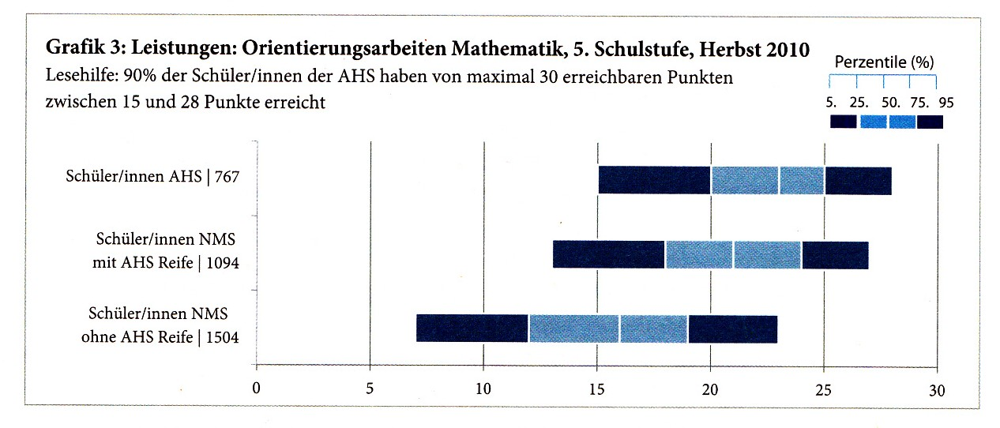 Grafik 3: Leistungen: Orientierungsarbeiten Mathematik, 5. Schulstufe, Herbst 2010
Lesehilfe: 90% der Schüler/innen der AHS haben von maximal 30 erreichbaren Punkten
zwischen 15 und 28 Punkte erreicht
Perzentile (%)
5. 25. 50. 75. 95
Schüler/innen AHS | 767
Schüler/innen NMS
mit AHS Reife | 1094
Schüler/innen NMS
ohne AHS Reife | 1504
0 5 10 15 20 25 30